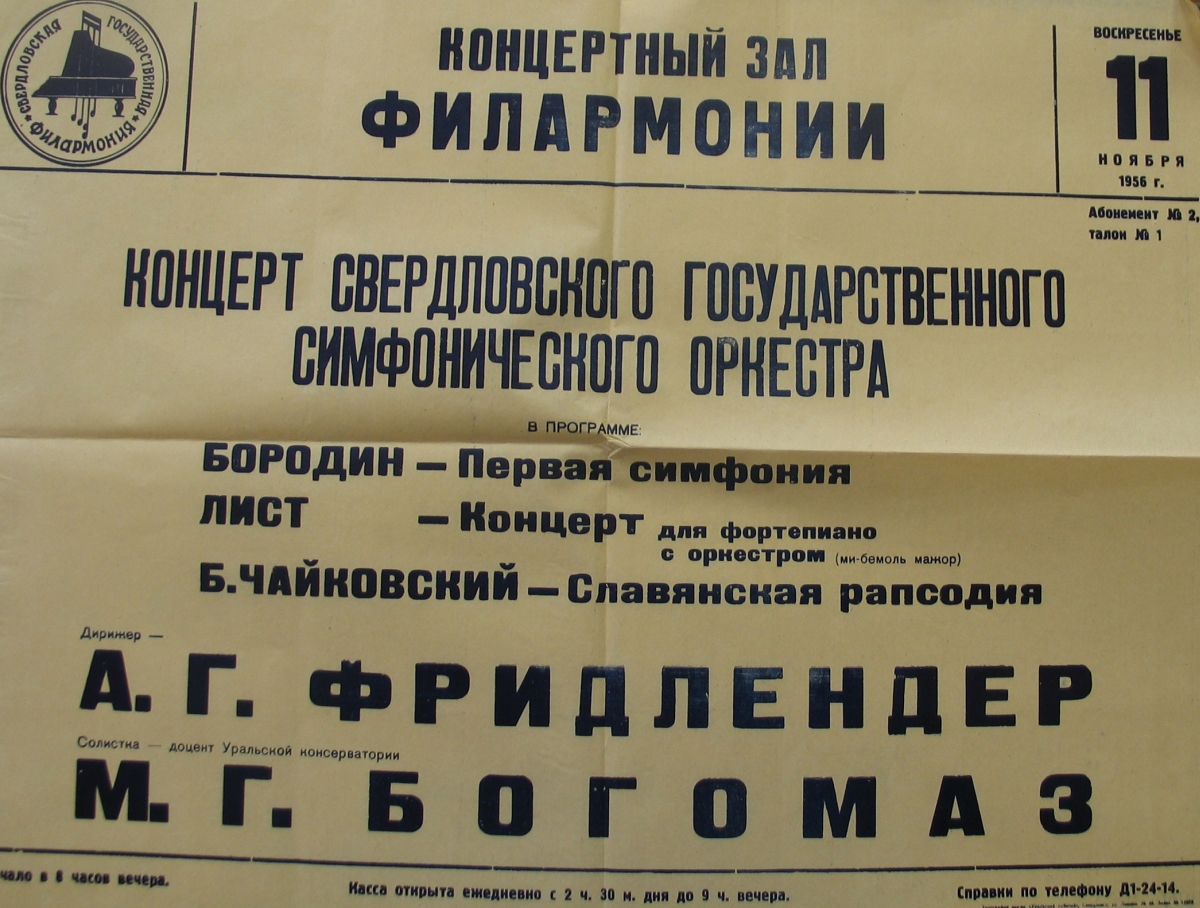 СВЕРДЛОВСКАЯ ГОСУДАРСТВЕННАЯ
ФИЛАРМОНИЯ
КОНЦЕРТНЫЙ ЗАЛ
ФИЛАРМОНИИ
ВОСКРЕСЕНЬЕ
11
НОЯБРЯ
1956 г.
Абонемент № 2,
талон № 1
КОНЦЕРТ СВЕРДЛОВСКОГО ГОСУДАРСТВЕННОГО
СИМФОНИЧЕСКОГО ОРКЕСТРА
В ПРОГРАММЕ:
БОРОДИН — Первая симфония
ЛИСТ — Концерт для фортепиано
с оркестром (ми-бемоль мажор)
Б.ЧАЙКОВСКИЙ — Славянская рапсодия
Дирижер —
А. Г. ФРИДЛЕНДЕР
Солистка — доцент Уральской консерватории
М. Г. БОГОМАЗ
чало в 8 часов вечера.
Касса открыта ежедневно с 2 ч. 30 м. дня до 9 ч. вечера.
Справки по телефону Д1-24-14.